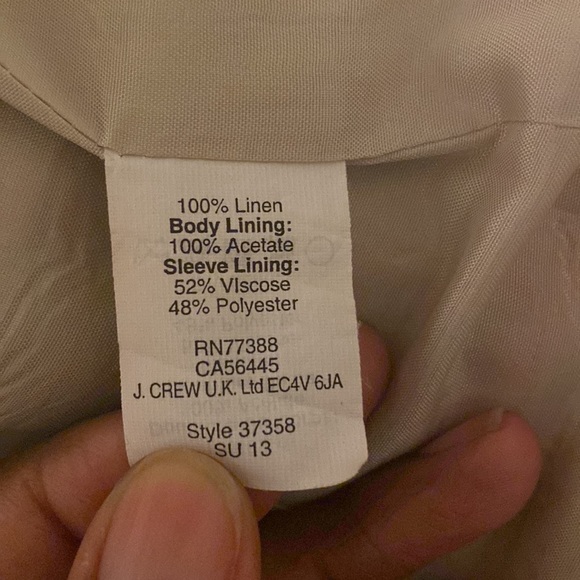 100% Linen
Body Lining:
100% Acetate
Sleeve Lining:
52% VIscose
48% Polyester
RN77388
CA56445
J. CREW U.K. Ltd EC4V 6JA
Style 37358
SU 13